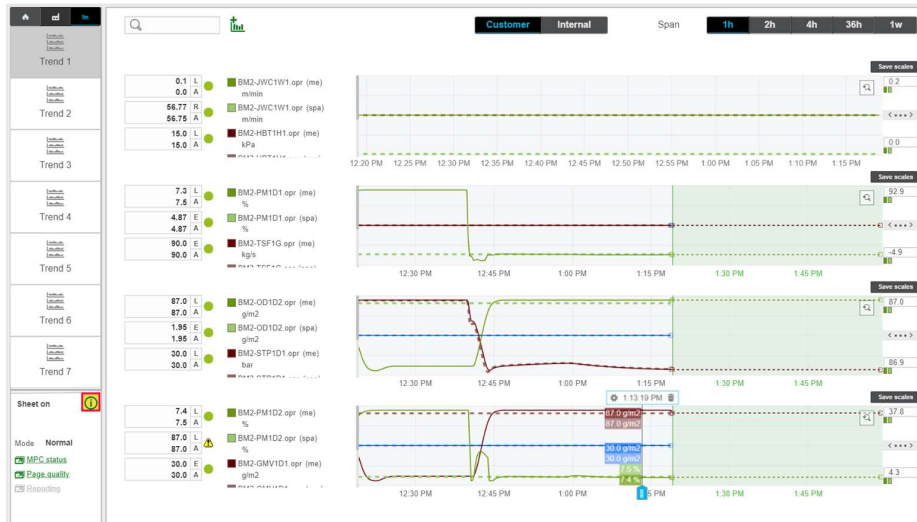 Customer Internal Span 1h 2h 4h 36h 1w
Trend 1
Trend 2
Trend 3
Trend 4
Trend 5
Trend 6
Trend 7
Sheet on
Mode Normal
MPC status
Page quality
Reporting
Save scales
0.1 L BM2-JWC1W1.opr (me)
0.0 A m/min
56.77 R BM2-JWC1W1.opr (spa)
56.75 A m/min
15.0 L BM2-HBT1H1.opr (me)
15.0 A kPa
0.2
0.0
12:20 PM 12:25 PM 12:30 PM 12:35 PM 12:40 PM 12:45 PM 12:50 PM 12:55 PM 1:00 PM 1:05 PM 1:10 PM 1:15 PM
Save scales
7.3 L BM2-PM1D1.opr (me)
7.5 A %
4.87 E BM2-PM1D1.opr (spa)
4.87 A %
90.0 E BM2-TSF1G.opr (me)
90.0 A kg/s
92.9
-4.9
12:30 PM 12:45 PM 1:00 PM 1:15 PM 1:30 PM 1:45 PM
Save scales
87.0 L BM2-OD1D2.opr (me)
87.0 A g/m2
1.95 E BM2-OD1D2.opr (spa)
1.95 A g/m2
30.0 L BM2-STP1D1.opr (me)
30.0 A bar
87.0
86.9
12:30 PM 12:45 PM 1:00 PM 1:15 PM 1:30 PM 1:45 PM
1:13:19 PM
Save scales
7.4 L BM2-PM1D2.opr (me)
7.5 A %
87.0 L BM2-PM1D2.opr (spa)
87.0 A %
30.0 E BM2-GMV1D1.opr (me)
30.0 A g/m2
87.0 g/m2
87.0 g/m2
30.0 g/m2
30.0 g/m2
7.5 %
7.4 %
37.8
4.3
12:30 PM 12:45 PM 1:00 PM 5 PM 1:30 PM 1:45 PM